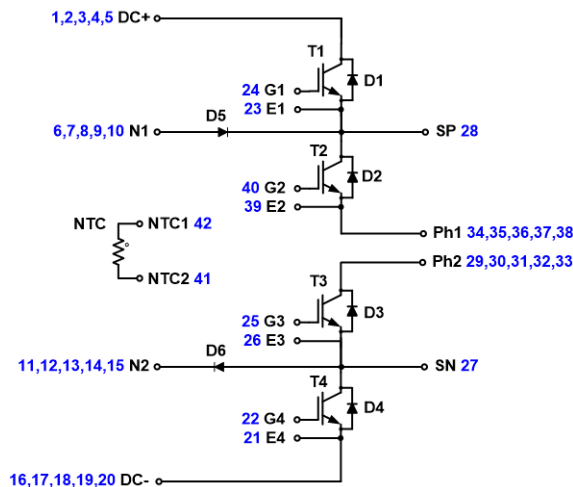 1,2,3,4,5 DC+
T1
D1
24 G1
23 E1
D5
6,7,8,9,10 N1
SP 28
T2
D2
40 G2
39 E2
NTC
NTC1 42
Ph1 34,35,36,37,38
Ph2 29,30,31,32,33
NTC2 41
T3
D3
25 G3
26 E3
D6
11,12,13,14,15 N2
SN 27
T4
D4
22 G4
21 E4
16,17,18,19,20 DC-